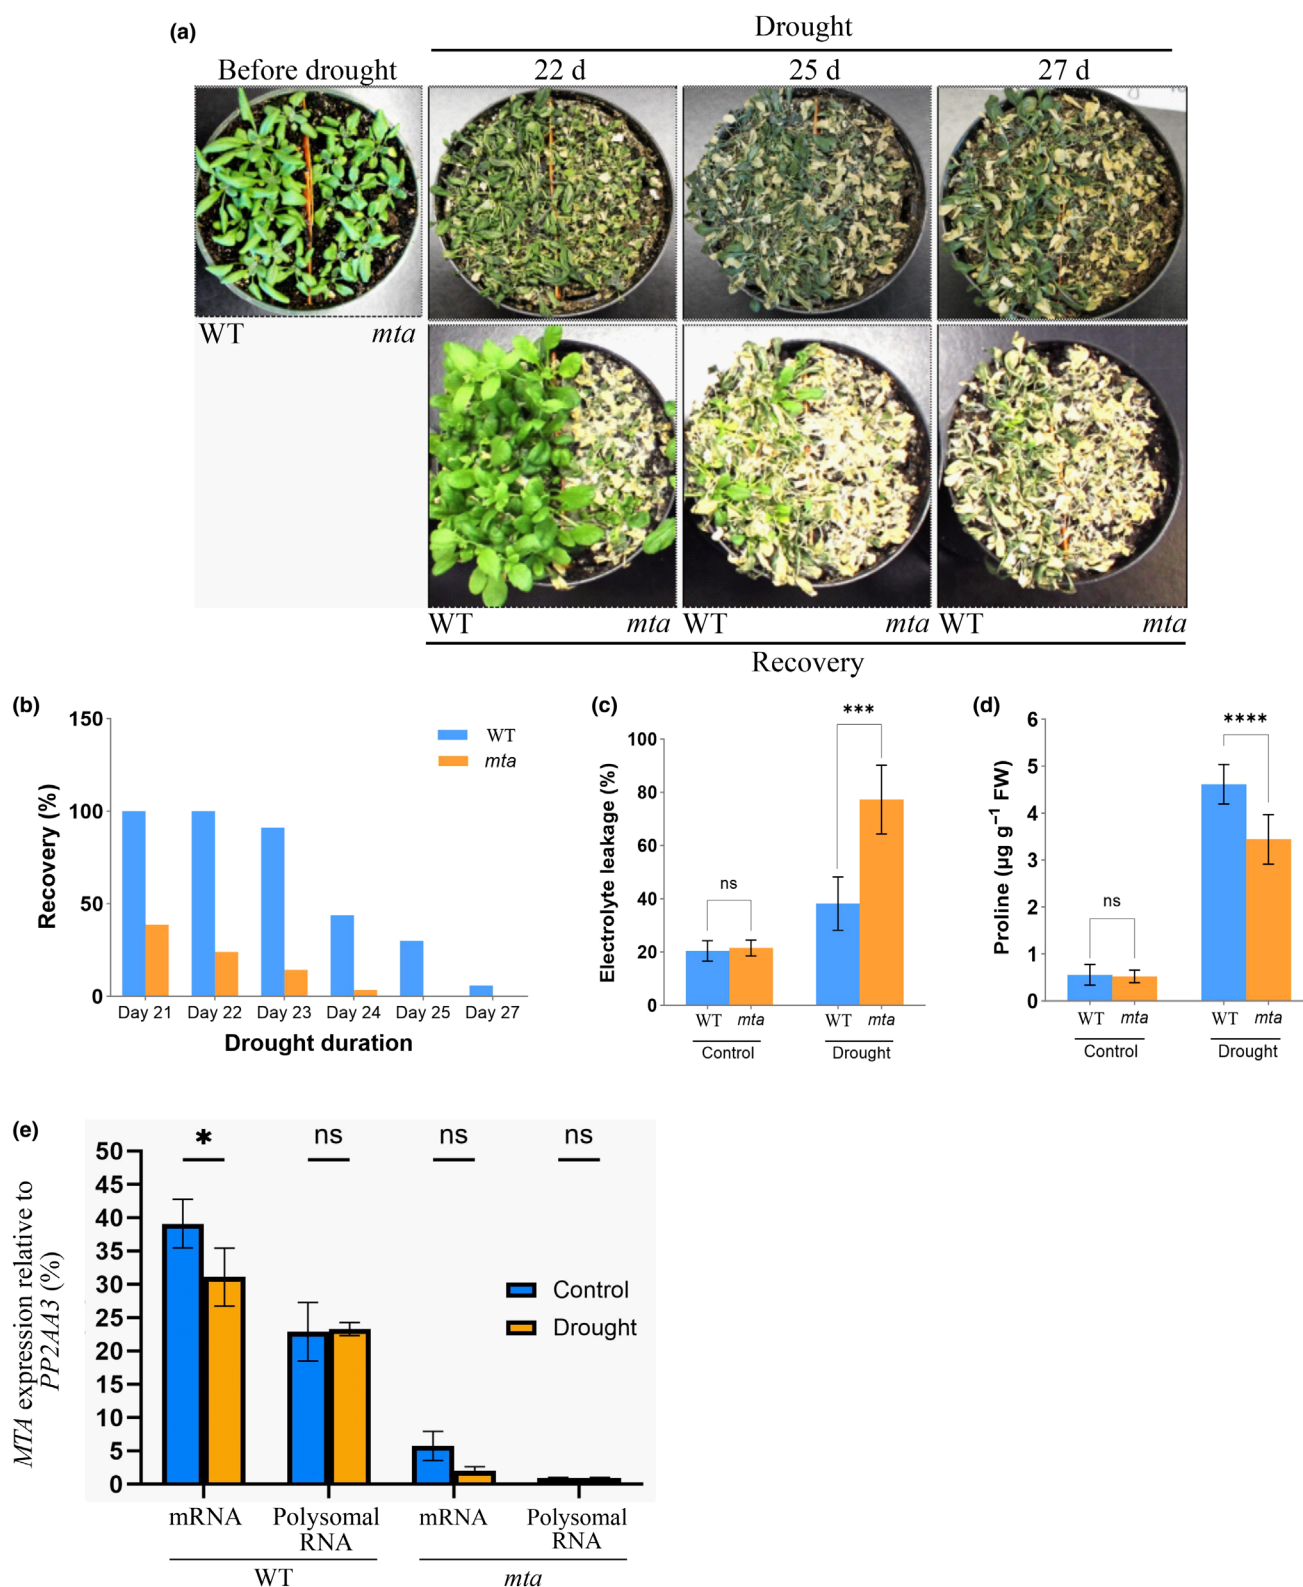 (a)
Drought
Before drought
22 d
25 d
27 d
WT mta
WT mta
WT mta
WT mta
Recovery
(b)
Recovery (%)
150
100
50
0
WT
mta
Day 21 Day 22 Day 23 Day 24 Day 25 Day 27
Drought duration
(c)
Electrolyte leakage (%)
100
80
60
40
20
0
ns
***
WT mta WT mta
Control Drought
(d)
Proline (µg g⁻¹ FW)
6
5
4
3
2
1
0
ns
****
WT mta WT mta
Control Drought
(e)
MTA expression relative to
PP2AA3 (%)
50
45
40
35
30
25
20
15
10
5
0
* ns ns ns
Control
Drought
mRNA Polysomal mRNA Polysomal
RNA RNA
WT mta